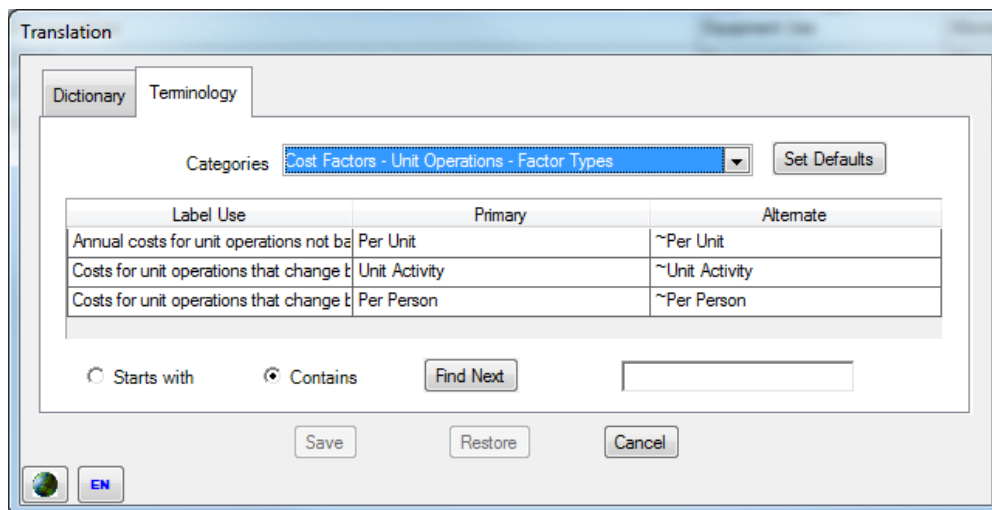 Translation
Equipment Use
Dictionary
Terminology
Categories Cost Factors - Unit Operations - Factor Types Set Defaults
Label Use Primary Alternate
Annual costs for unit operations not ba Per Unit ~Per Unit
Costs for unit operations that change b Unit Activity ~Unit Activity
Costs for unit operations that change b Per Person ~Per Person
Starts with Contains Find Next
Save Restore Cancel
EN